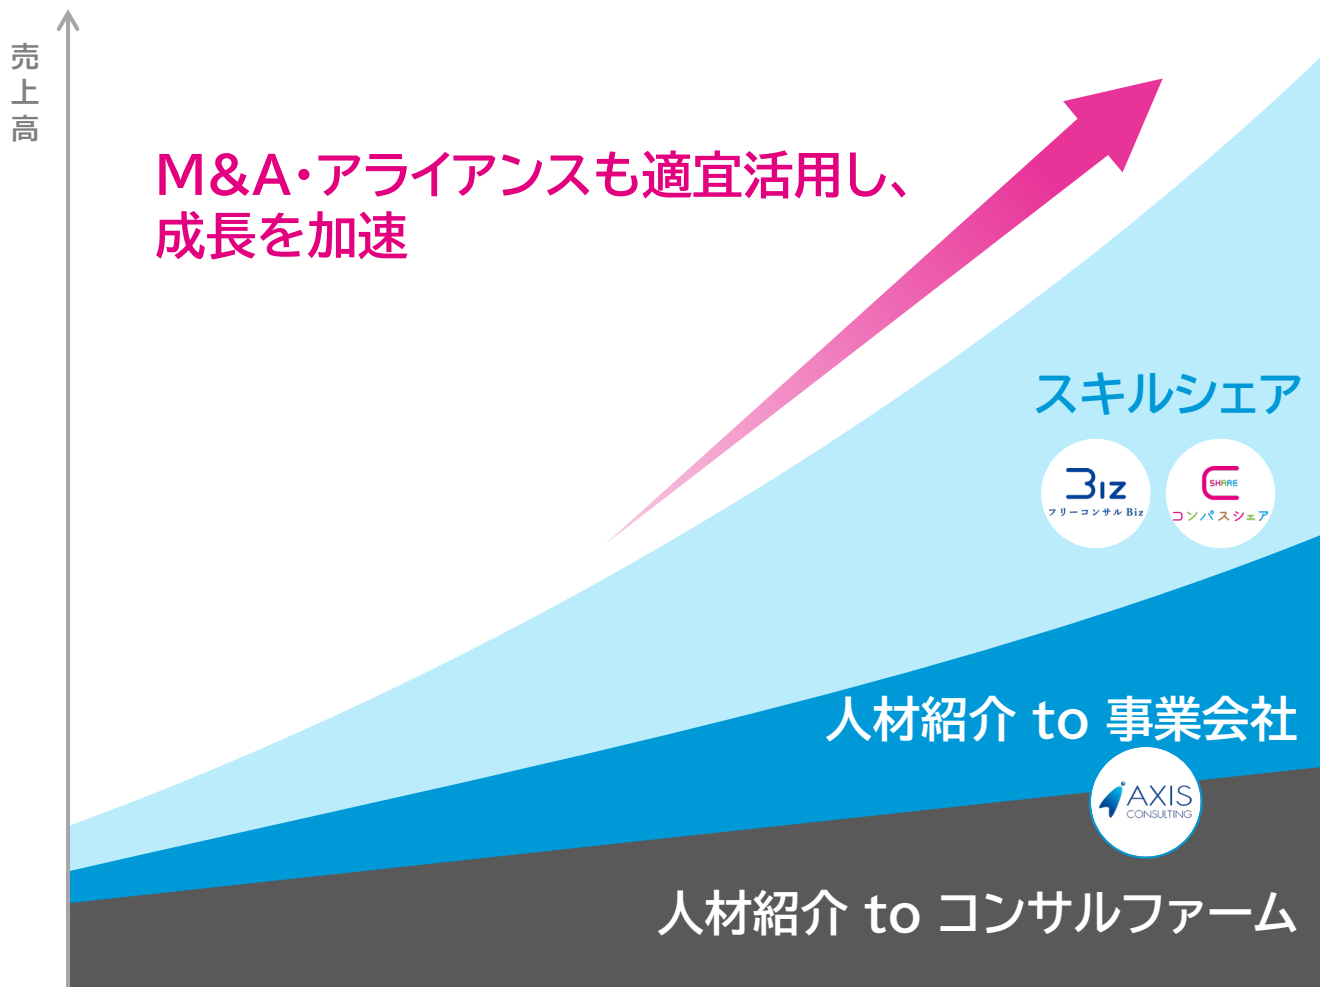 売上高
M&A・アライアンスも適宜活用し、
成長を加速
スキルシェア
Biz
フリーコンサルBiz
SHARE
コンパスシェア
人材紹介 to 事業会社
AXIS
CONSULTING
人材紹介 to コンサルファーム